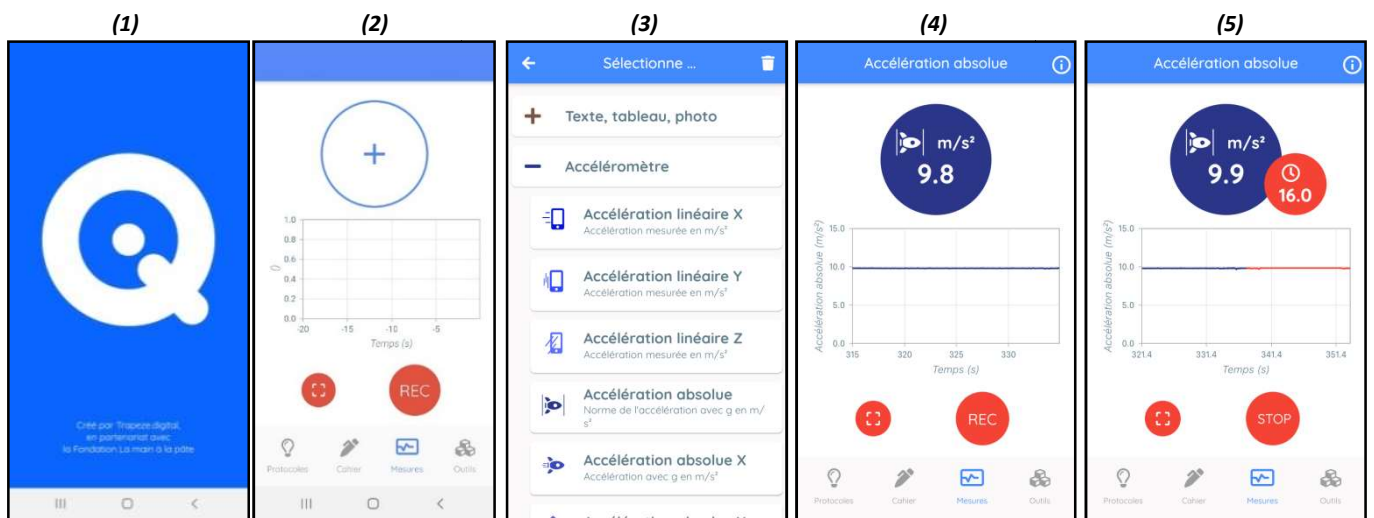 (1)
(2)
(3)
(4)
(5)
Q
Créé par Trapeze.digital,
en partenariat avec
la Fondation La main à la pâte
+
1.0
0.8
0.6
0.4
0.2
0.0
()
-20 -15 -10 -5
Temps (s)
REC
Protocoles Cahier Mesures Outils
Sélectionne ...
Texte, tableau, photo
Accéléromètre
Accélération linéaire X
Accélération mesurée en m/s²
Accélération linéaire Y
Accélération mesurée en m/s²
Accélération linéaire Z
Accélération mesurée en m/s²
Accélération absolue
Norme de l'accélération avec g en m/
s²
Accélération absolue X
Accélération avec g en m/s²
Accélération absolue
m/s²
9.8
Accélération absolue (m/s²)
15.0
10.0
5.0
0.0
315 320 325 330
Temps (s)
REC
Protocoles Cahier Mesures Outils
Accélération absolue
m/s²
9.9
16.0
Accélération absolue (m/s²)
15.0
10.0
5.0
0.0
321.4 331.4 341.4 351.4
Temps (s)
STOP
Protocoles Cahier Mesures Outils